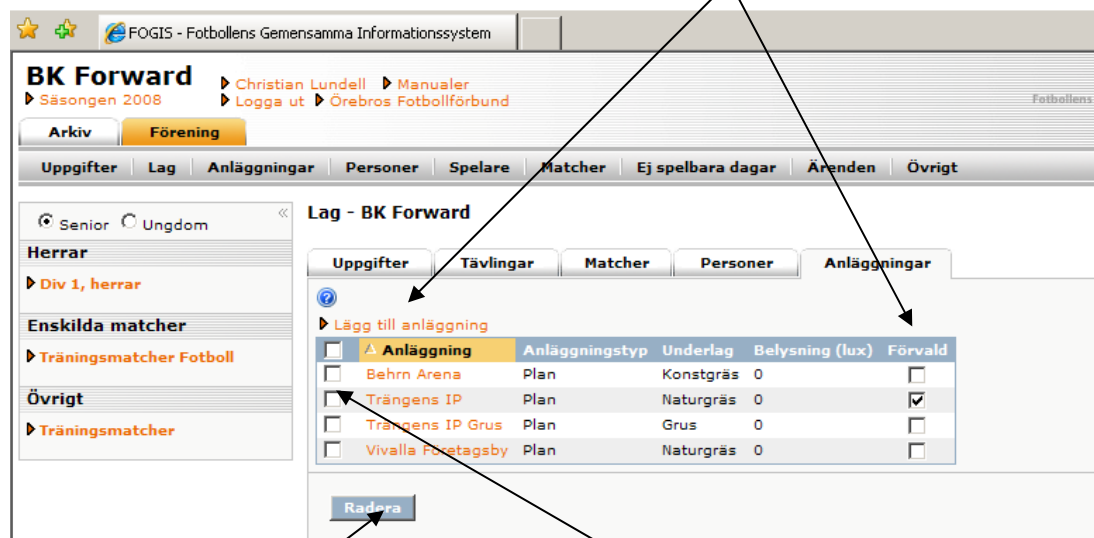 FOGIS - Fotbollens Gemensamma Informationssystem
BK Forward
Christian Lundell Manualer
Säsongen 2008 Logga ut Örebros Fotbollförbund
Fotbollens
Arkiv Förening
Uppgifter Lag Anläggningar Personer Spelare Matcher Ej spelbara dagar Ärenden Övrigt
Senior Ungdom «
Herrar
Div 1, herrar
Enskilda matcher
Träningsmatcher Fotboll
Övrigt
Träningsmatcher
Lag - BK Forward
Uppgifter Tävlingar Matcher Personer Anläggningar
?
Lägg till anläggning
Anläggning Anläggningstyp Underlag Belysning (lux) Förvald
Behrn Arena Plan Konstgräs 0
Trängens IP Plan Naturgräs 0
Trängens IP Grus Plan Grus 0
Vivalla Företagsby Plan Naturgräs 0
Radera